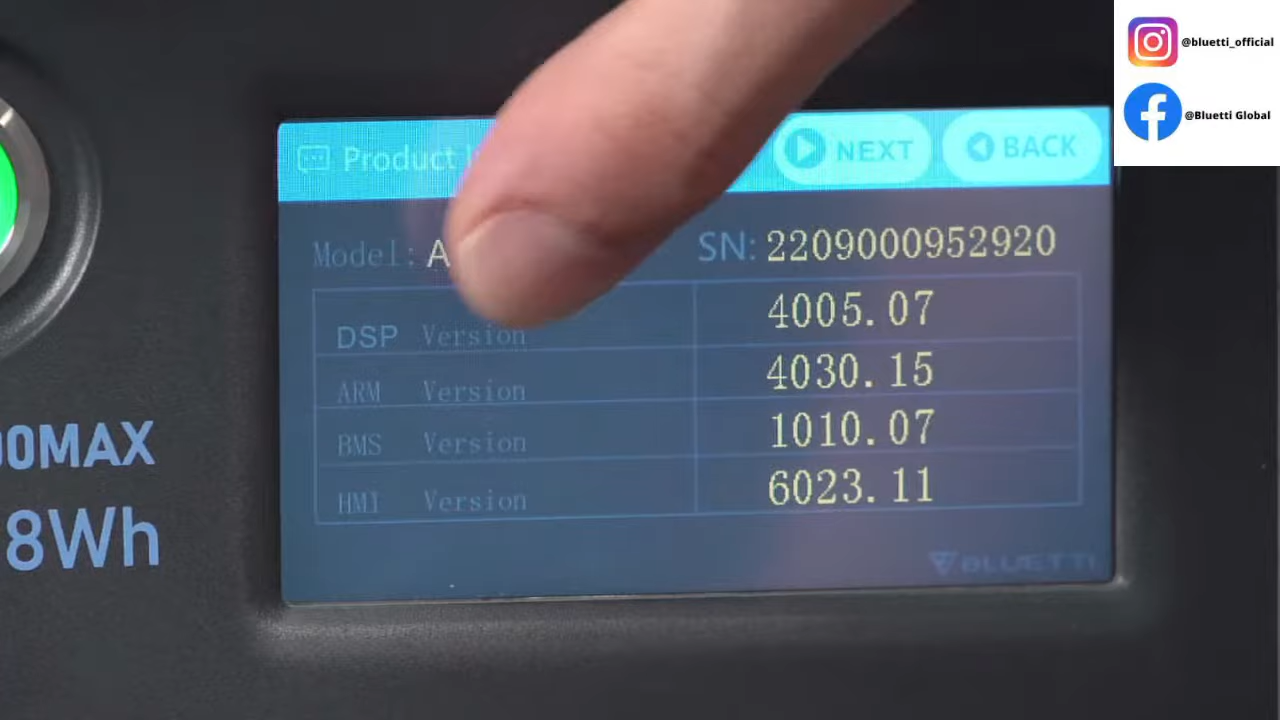 @bluetti_official
@Bluetti Global
Product
NEXT
BACK
Model: A
SN: 2209000952920
DSP Version 4005.07
ARM Version 4030.15
BMS Version 1010.07
HMI Version 6023.11
BLUETTI
00MAX
8Wh